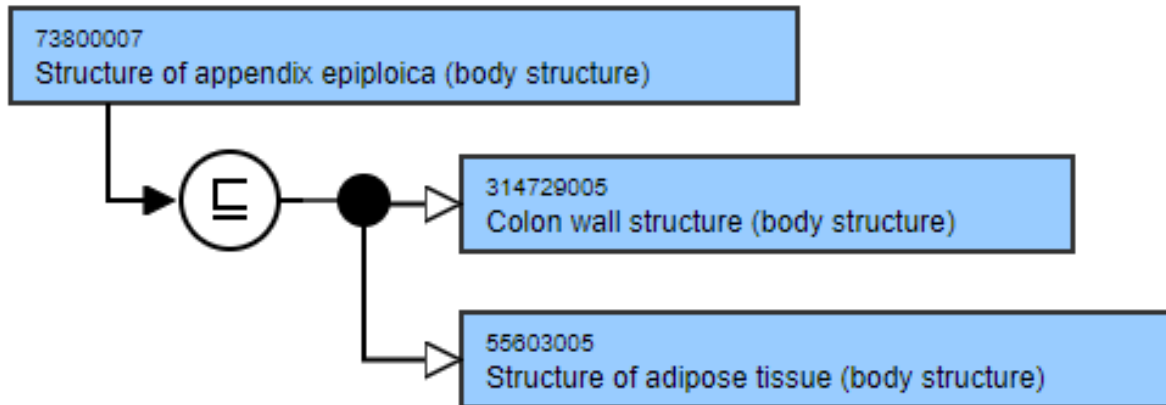 73800007
Structure of appendix epiploica (body structure)
⊑
314729005
Colon wall structure (body structure)
55603005
Structure of adipose tissue (body structure)